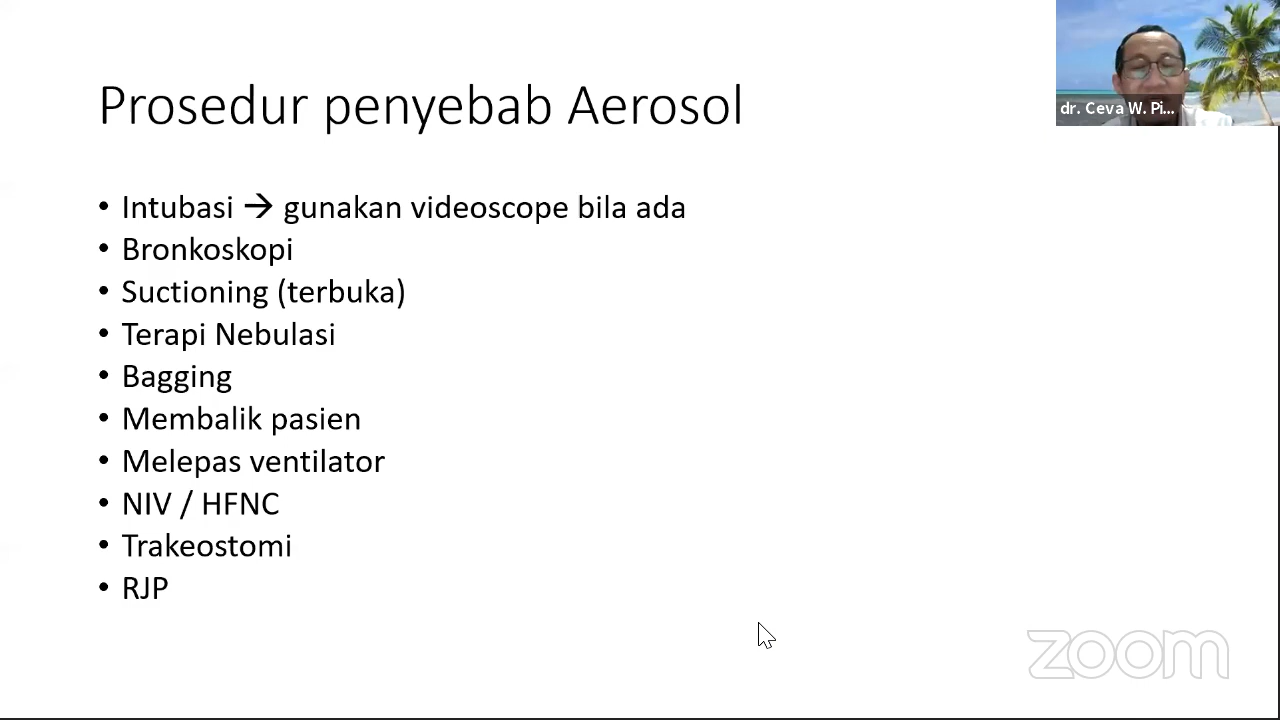 Prosedur penyebab Aerosol
dr. Ceva W. Pi...
• Intubasi → gunakan videoscope bila ada
• Bronkoskopi
• Suctioning (terbuka)
• Terapi Nebulasi
• Bagging
• Membalik pasien
• Melepas ventilator
• NIV / HFNC
• Trakeostomi
• RJP
zoom